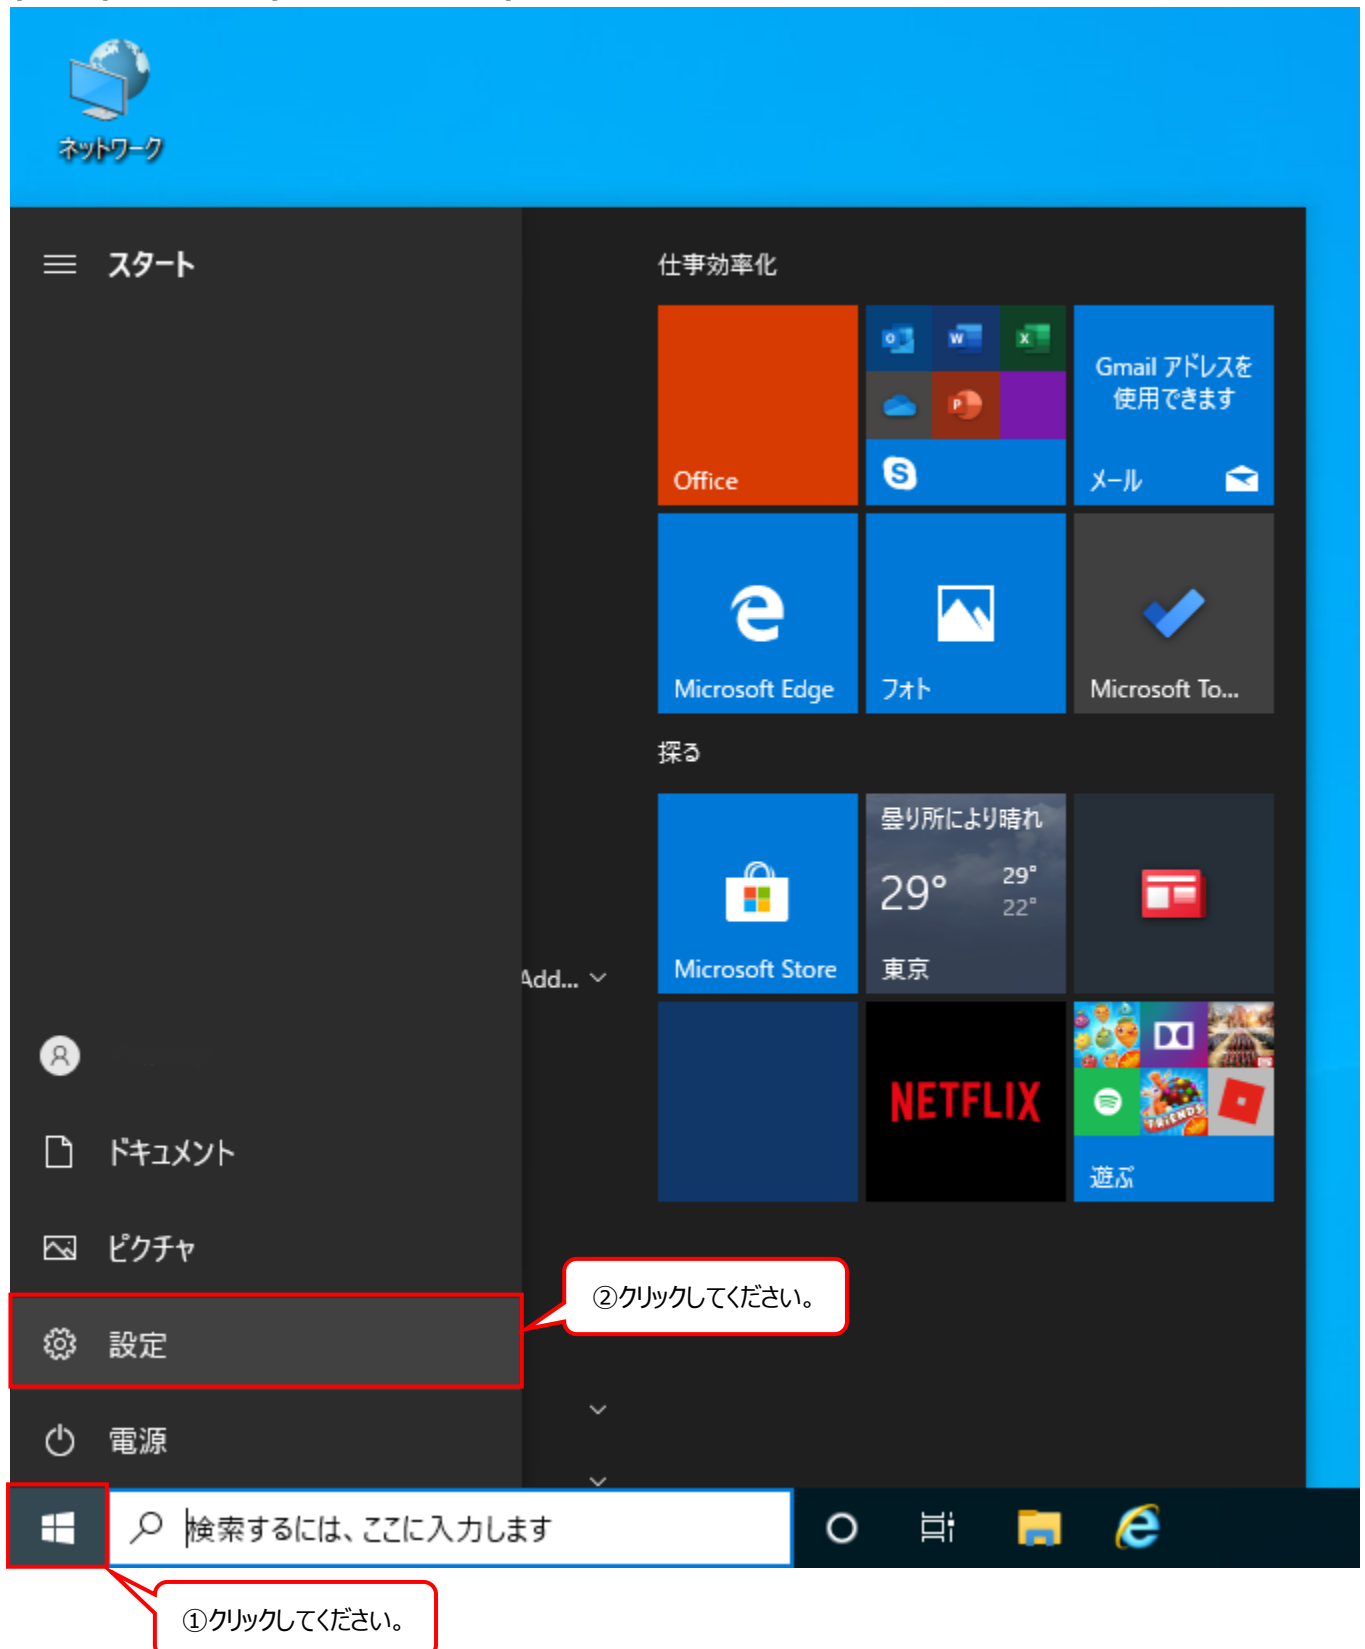 ネットワーク
スタート
仕事効率化
Gmail アドレスを
使用できます
Office
メール
Microsoft Edge
フォト
Microsoft To...
探る
曇り所により晴れ
29°
29°
22°
Microsoft Store
東京
Add...
NETFLIX
FRIENDS
遊ぶ
ドキュメント
ピクチャ
②クリックしてください。
設定
電源
検索するには、ここに入力します
①クリックしてください。